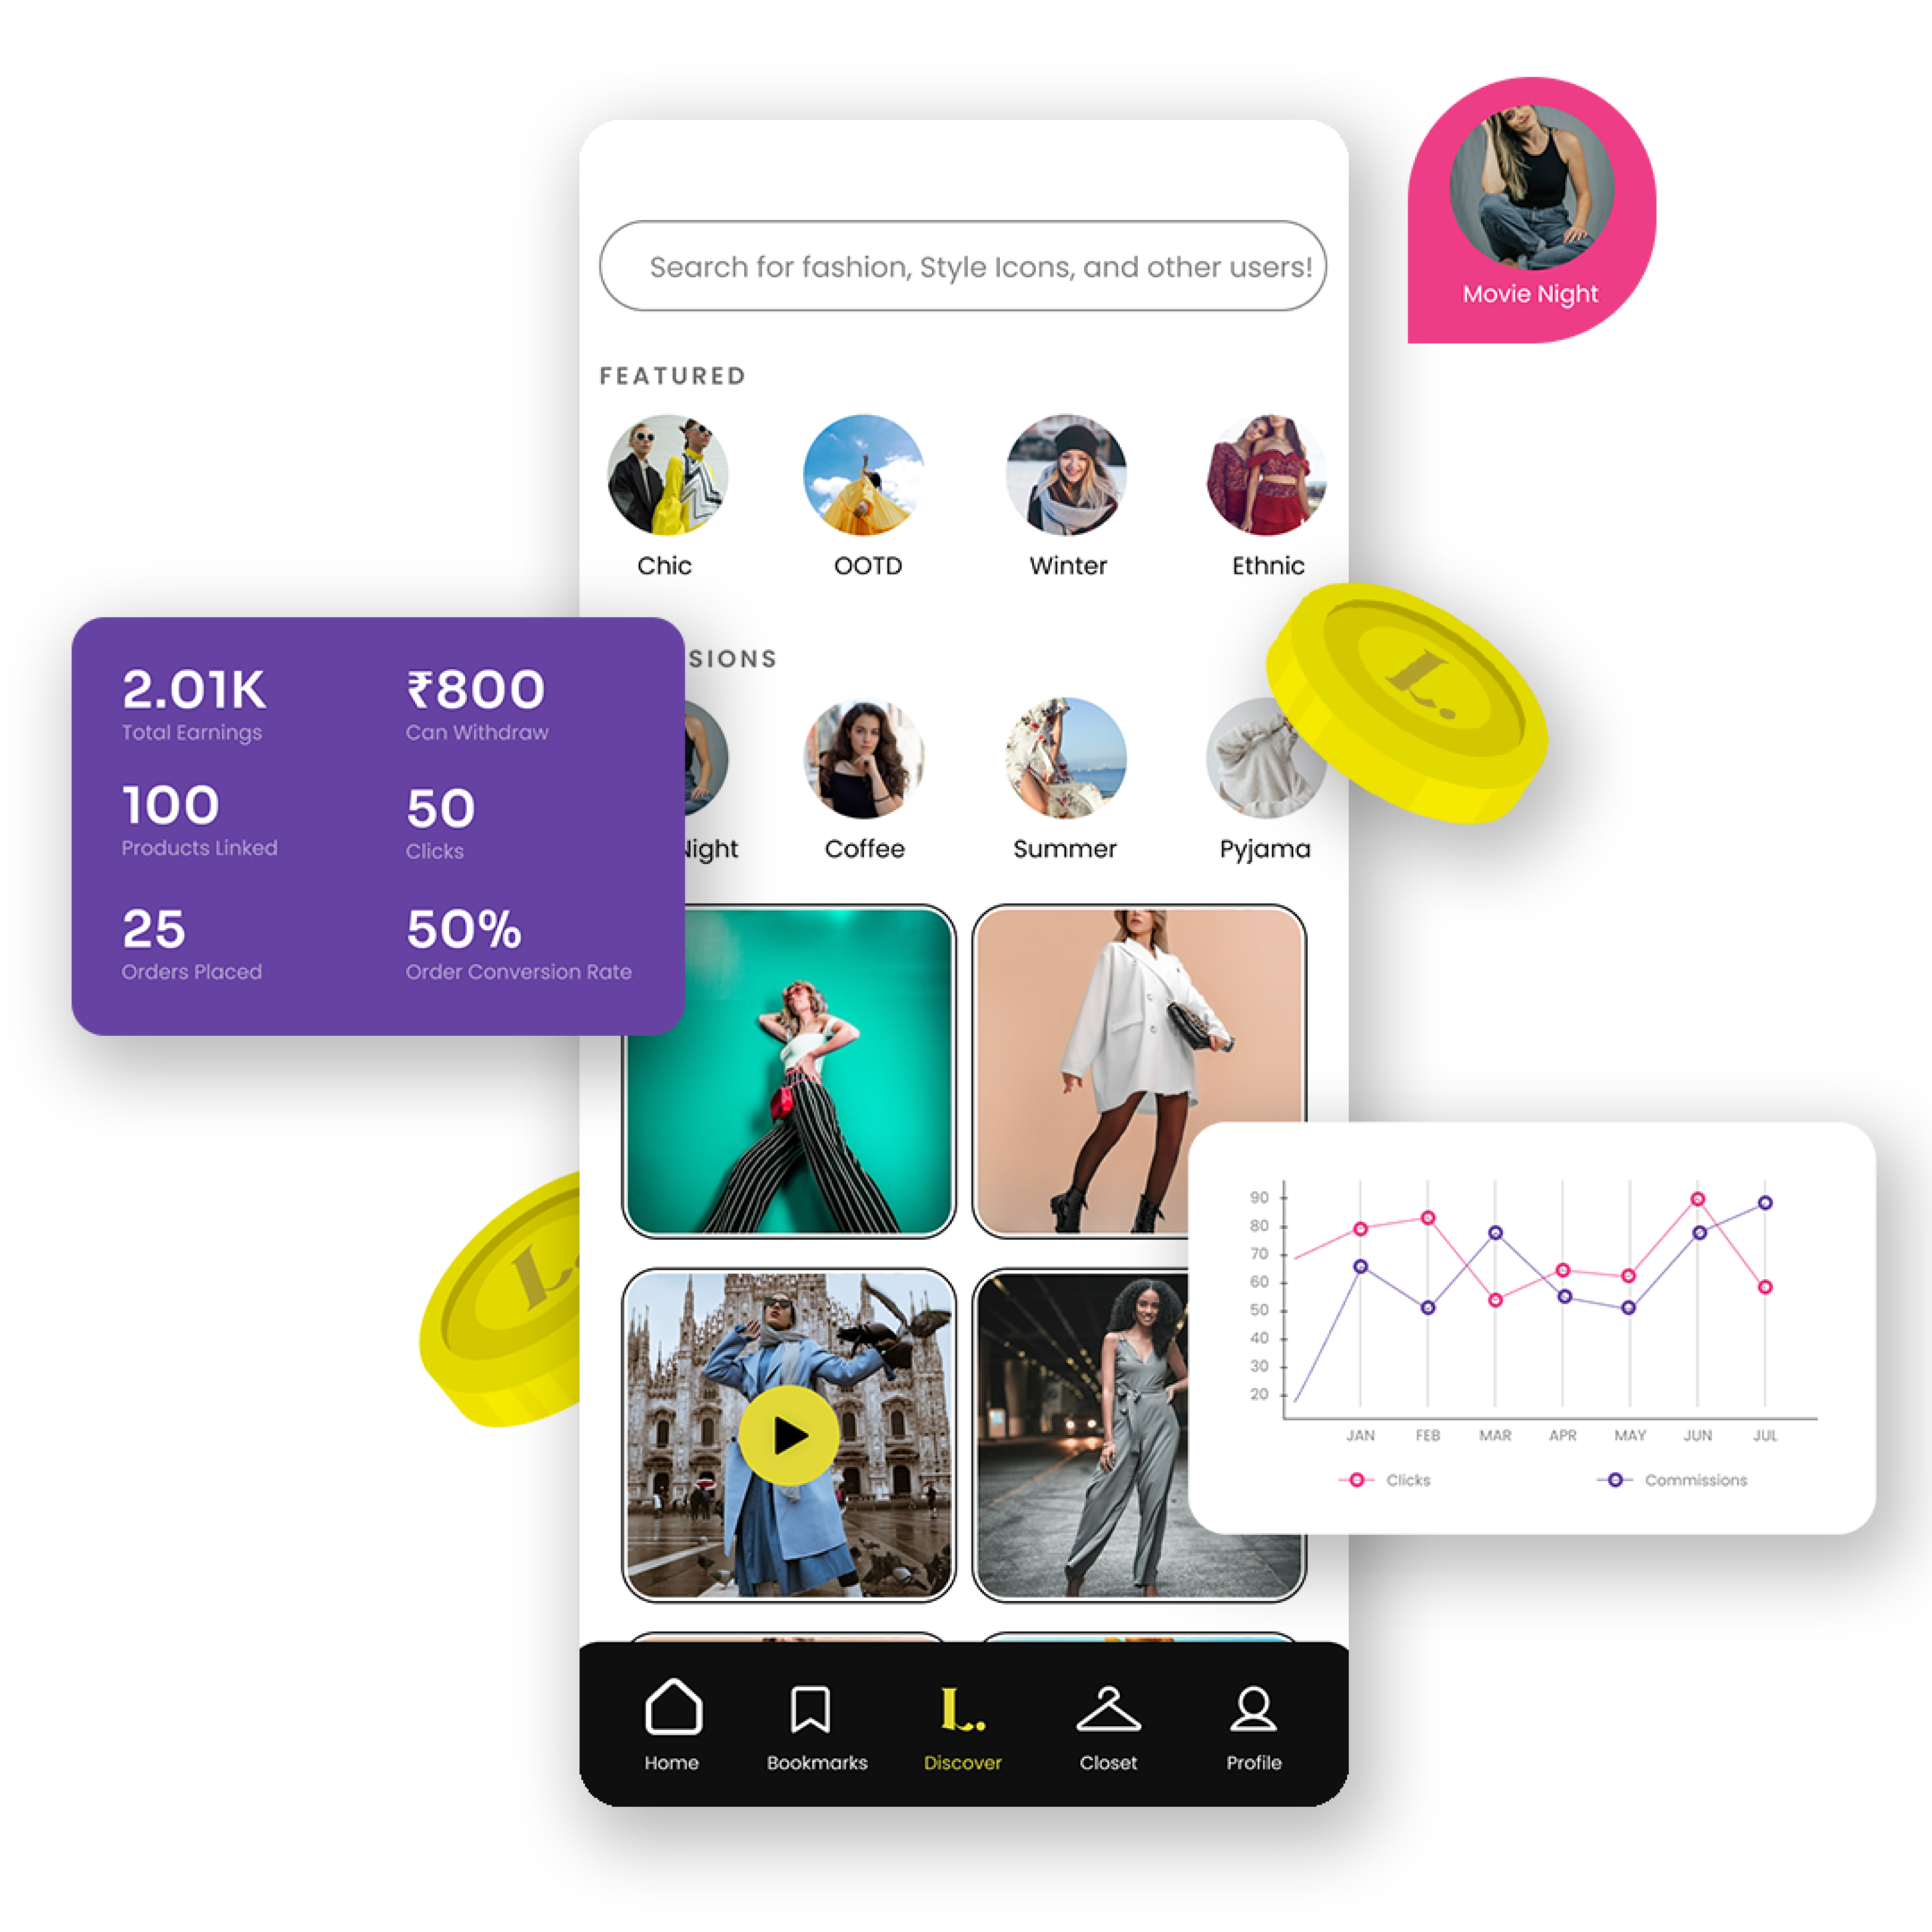 Movie Night
Search for fashion, Style Icons, and other users!
FEATURED
Chic
OOTD
Winter
Ethnic
SIONS
Night
Coffee
Summer
Pyjama
2.01K
Total Earnings
₹800
Can Withdraw
100
Products Linked
50
Clicks
25
Orders Placed
50%
Order Conversion Rate
L.
L.
90
80
70
60
50
40
30
20
JAN FEB MAR APR MAY JUN JUL
Clicks
Commissions
L.
Home
Bookmarks
Discover
Closet
Profile